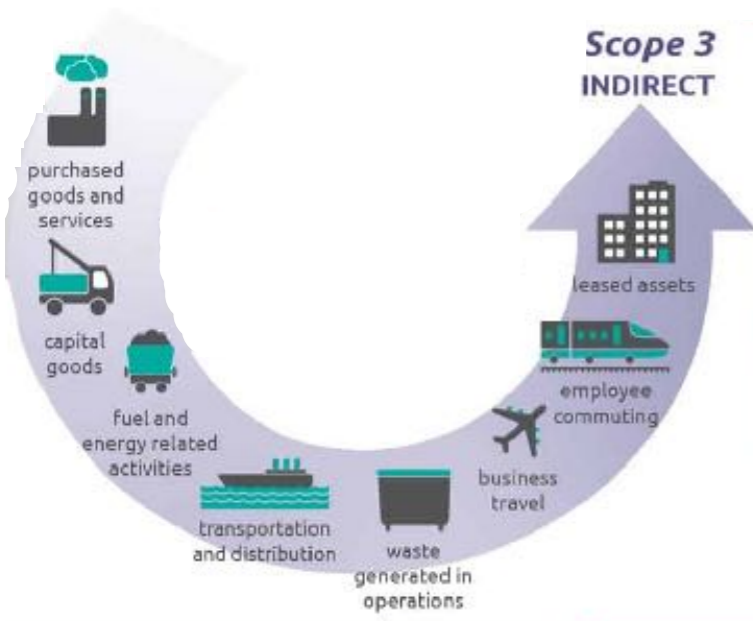 Scope 3
INDIRECT
purchased
goods and
services
capital
goods
fuel and
energy related
activities
transportation
and distribution
waste
generated in
operations
business
travel
employee
commuting
leased assets